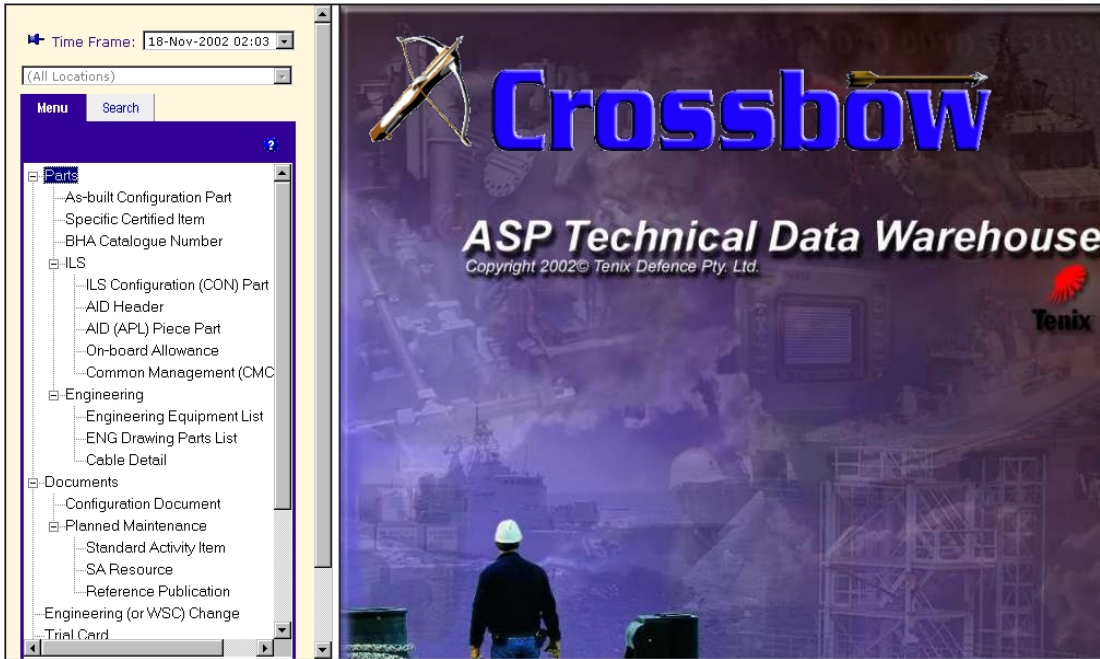 Time Frame: 18-Nov-2002 02:03
(All Locations)
Menu Search
?
Parts
As-built Configuration Part
Specific Certified Item
BHA Catalogue Number
ILS
ILS Configuration (CON) Part
AID Header
AID (APL) Piece Part
On-board Allowance
Common Management (CMC
Engineering
Engineering Equipment List
ENG Drawing Parts List
Cable Detail
Documents
Configuration Document
Planned Maintenance
Standard Activity Item
SA Resource
Reference Publication
Engineering (or WSC) Change
Trial Card
Crossbow
ASP Technical Data Warehouse
Copyright 2002© Tenix Defence Pty. Ltd.
Tenix